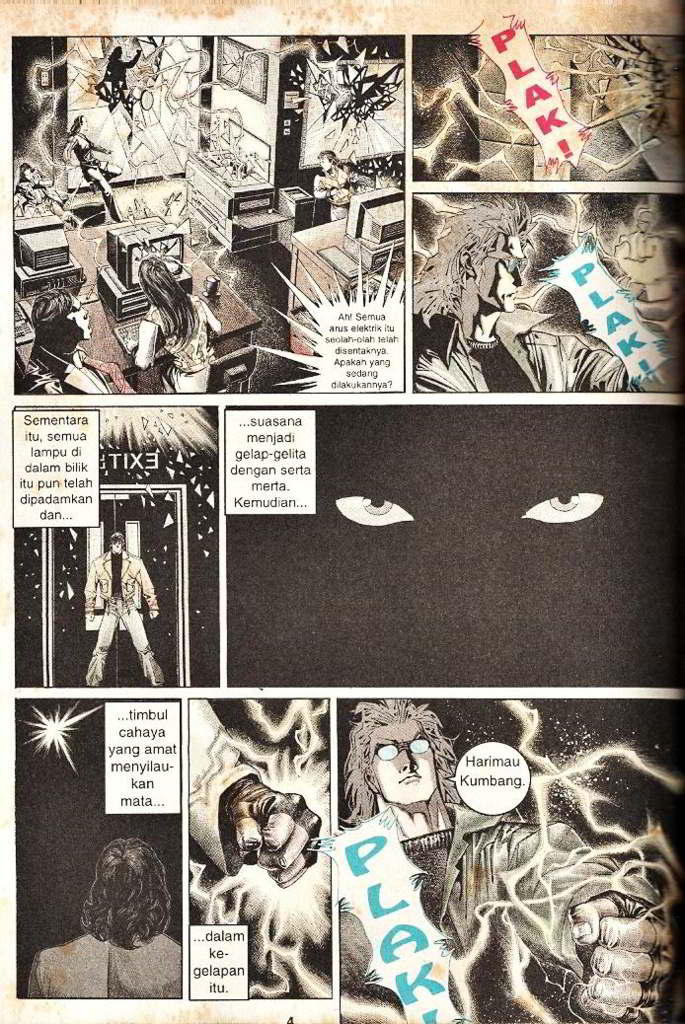 Ah! Semua
arus elektrik itu
seolah-olah telah
disentaknya.
Apakah yang
sedang
dilakukannya?
PLAK!
PLAK!
Sementara
itu, semua
lampu di
dalam bilik
itu pun telah
dipadamkan
dan...
EXIT
...suasana
menjadi
gelap-gelita
dengan serta
merta.
Kemudian...
...timbul
cahaya
yang amat
menyilau-
kan
mata...
...dalam
ke-
gelapan
itu.
Harimau
Kumbang.
PLAK!
4